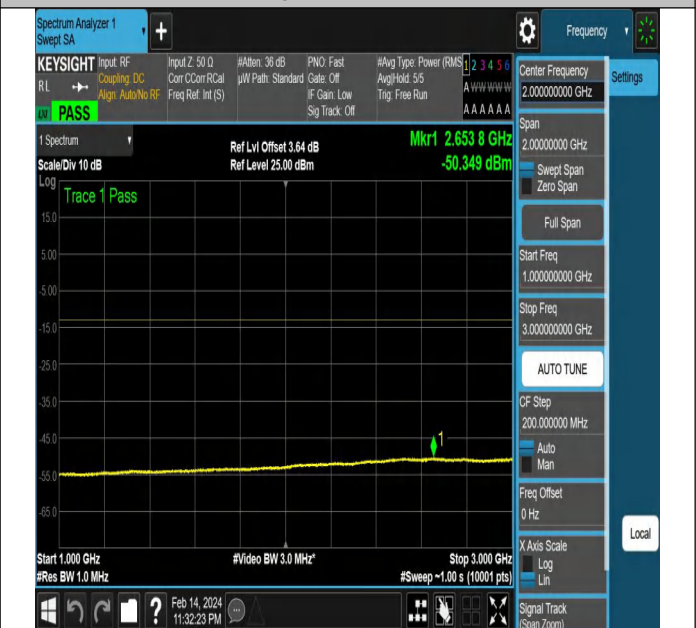 Spectrum Analyzer 1
Swept SA
+
Frequency
KEYSIGHT
RL
PASS
Input: RF
Coupling: DC
Align: Auto/No RF
Input Z: 50 Ω
Corr CCorr RCal
Freq Ref: Int (S)
#Atten: 36 dB
µW Path: Standard
PNO: Fast
Gate: Off
IF Gain: Low
Sig Track: Off
#Avg Type: Power (RMS
Avg|Hold: 5/5
Trig: Free Run
1 2 3 4 5 6
A W W W W W
A A A A A A
1 Spectrum
Scale/Div 10 dB
Ref Lvl Offset 3.64 dB
Ref Level 25.00 dBm
Mkr1 2.653 8 GHz
-50.349 dBm
Log
Trace 1 Pass
15.0
5.00
-5.00
-15.0
-25.0
-35.0
-45.0
-55.0
-65.0
1
Start 1.000 GHz
#Video BW 3.0 MHz*
Stop 3.000 GHz
#Res BW 1.0 MHz
#Sweep ~1.00 s (10001 pts)
?
Feb 14, 2024
11:32:23 PM
Center Frequency
2.000000000 GHz
Settings
Span
2.00000000 GHz
Swept Span
Zero Span
Full Span
Start Freq
1.000000000 GHz
Stop Freq
3.000000000 GHz
AUTO TUNE
CF Step
200.000000 MHz
Auto
Man
Freq Offset
0 Hz
Local
X Axis Scale
Log
Lin
Signal Track
(Span Zoom)